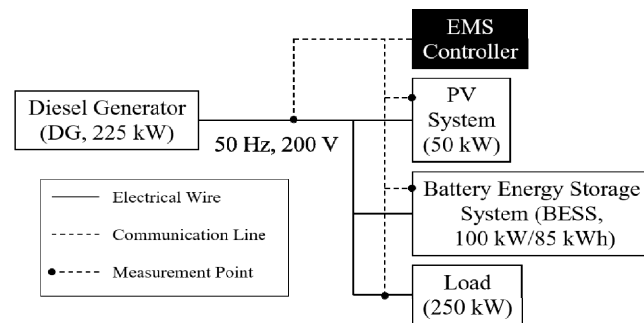 EMS
Controller
Diesel Generator
(DG, 225 kW)
50 Hz, 200 V
PV
System
(50 kW)
Battery Energy Storage
System (BESS,
100 kW/85 kWh)
Load
(250 kW)
Electrical Wire
Communication Line
Measurement Point